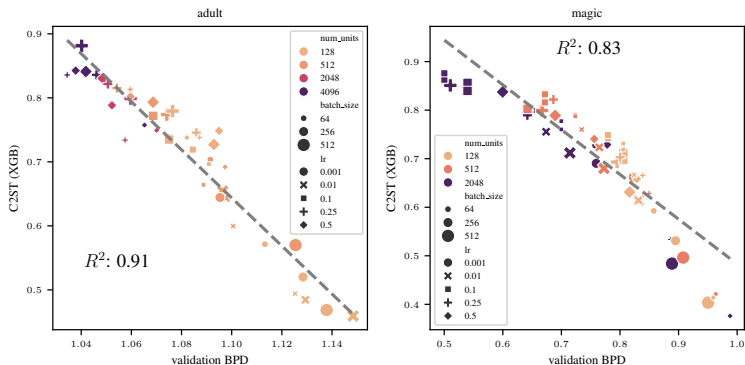 adult
C2ST (XGB)
0.9
0.8
0.7
0.6
0.5
num_units
128
512
2048
4096
batch_size
64
256
512
lr
0.001
0.01
0.1
0.25
0.5
R²: 0.91
1.04 1.06 1.08 1.10 1.12 1.14
validation BPD
magic
R²: 0.83
C2ST (XGB)
0.9
0.8
0.7
0.6
0.5
0.4
num_units
128
512
2048
batch_size
64
256
512
lr
0.001
0.01
0.1
0.25
0.5
0.5 0.6 0.7 0.8 0.9 1.0
validation BPD